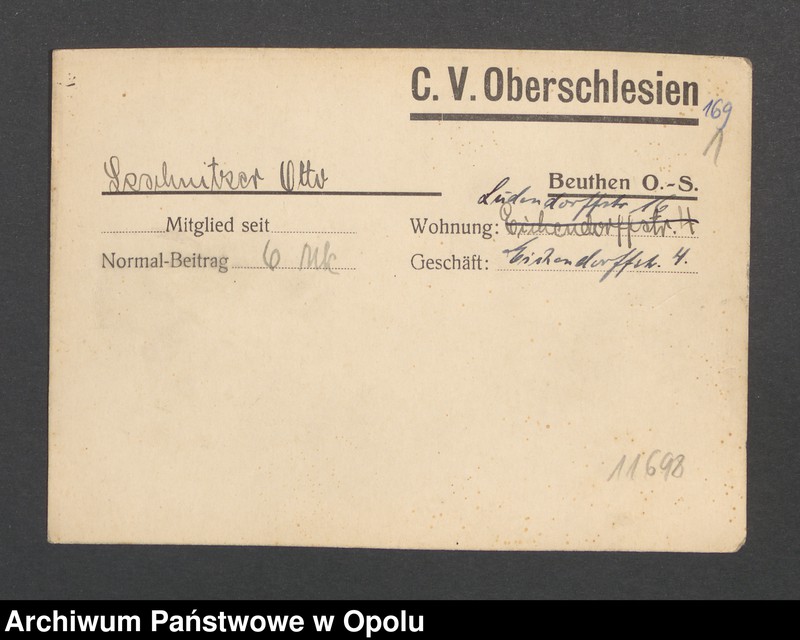 C. V. Oberschlesien
169
Leschnitzer Otto
Beuthen O.-S.
Ludendorffstr 16
Mitglied seit
Wohnung: Eichendorffstr. 4
Normal-Beitrag 6 Mk
Geschäft: Eichendorffstr. 4.
11698
Archiwum Państwowe w Opolu